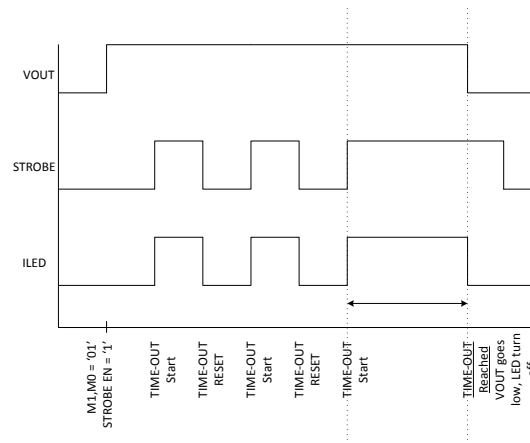 VOUT
STROBE
ILED
M1,M0 = '01'
STROBE EN = '1'
TIME-OUT
Start
TIME-OUT
RESET
TIME-OUT
Start
TIME-OUT
RESET
TIME-OUT
Start
TIME-OUT
Reached
VOUT goes
low, LED turn